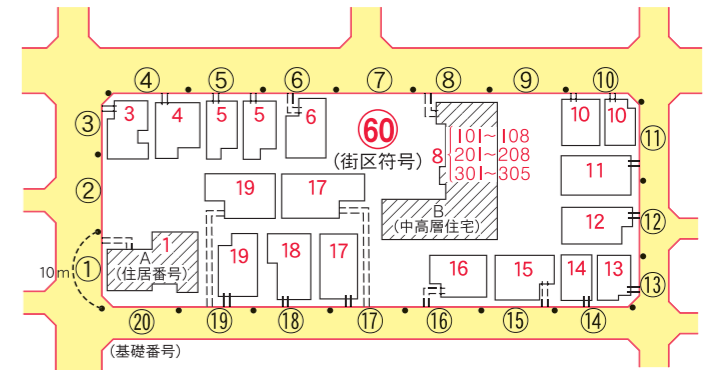 ④ ⑤ ⑥ ⑦ ⑧ ⑨ ⑩
③ 3 4 5 5 6 60 10 10 ⑪
(街区符号)
8 101〜108
201〜208
301〜305
11
② 19 17
B
(中高層住宅)
12 ⑫
10m ① 1
A
(住居番号)
19 18 17 16 15 14 13 ⑬
⑳ ⑲ ⑱ ⑰ ⑯ ⑮ ⑭
(基礎番号)